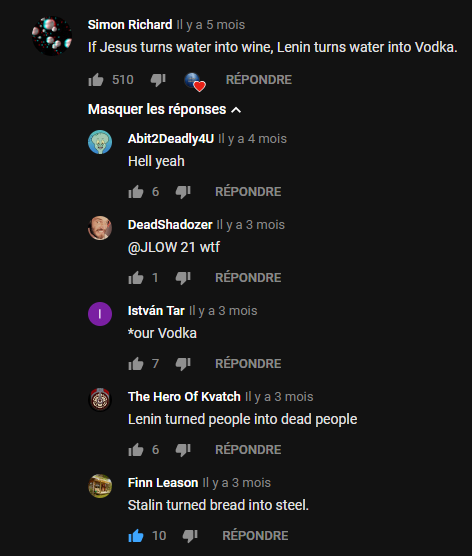 Simon Richard Il y a 5 mois
If Jesus turns water into wine, Lenin turns water into Vodka.
510 RÉPONDRE
Masquer les réponses
Abit2Deadly4U Il y a 4 mois
Hell yeah
6 RÉPONDRE
DeadShadozer Il y a 3 mois
@JLOW 21 wtf
1 RÉPONDRE
I
István Tar Il y a 3 mois
*our Vodka
7 RÉPONDRE
The Hero Of Kvatch Il y a 3 mois
Lenin turned people into dead people
6 RÉPONDRE
Finn Leason Il y a 3 mois
Stalin turned bread into steel.
10 RÉPONDRE